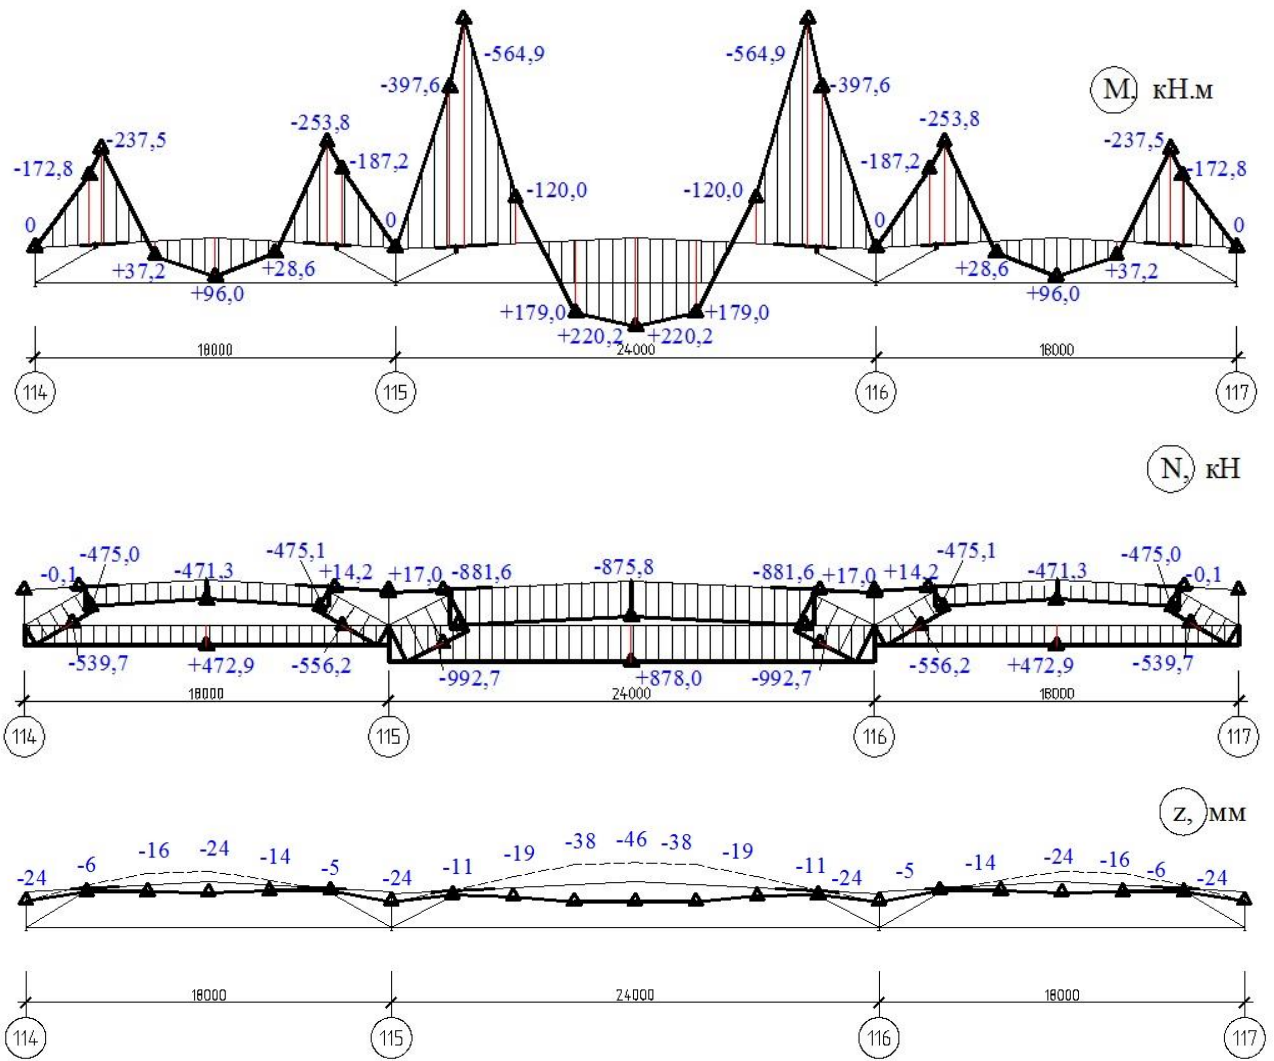 -564,9 -564,9
-397,6 -397,6
M, кН.м
-253,8 -253,8
-237,5 -237,5
-172,8 -187,2 -187,2 -172,8
-120,0 -120,0
0 0 0 0
+37,2 +28,6 +28,6 +37,2
+96,0 +96,0
+179,0 +179,0
+220,2 +220,2
18000 24000 18000
114 115 116 117
N, кН
-475,0 -475,1 -475,1 -475,0
-0,1 -471,3 +14,2 +17,0 -881,6 -875,8 -881,6 +17,0 +14,2 -471,3 -0,1
-539,7 +472,9 -556,2 -992,7 +878,0 -992,7 -556,2 +472,9 -539,7
18000 24000 18000
114 115 116 117
z, мм
-24 -6 -16 -24 -14 -5 -24 -11 -19 -38 -46 -38 -19 -11 -24 -5 -14 -24 -16 -6 -24
18000 24000 18000
114 115 116 117